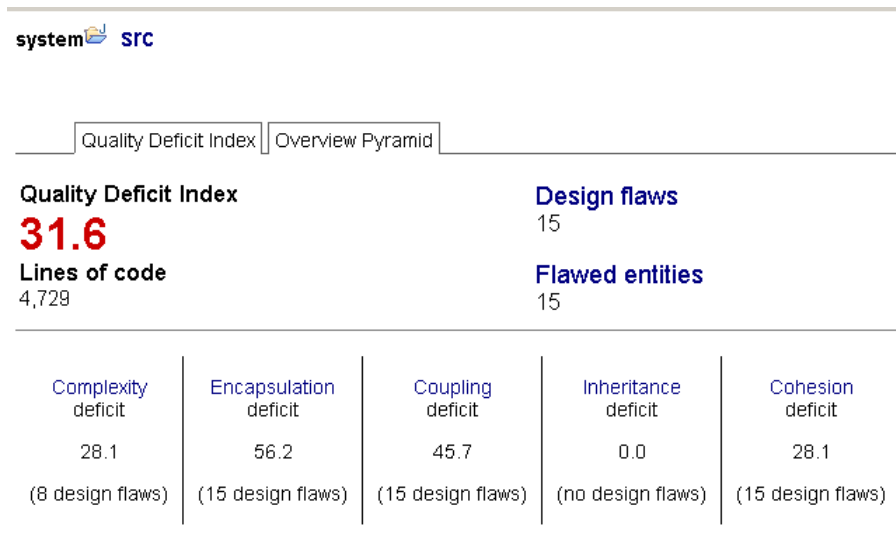 system src
Quality Deficit Index Overview Pyramid
Quality Deficit Index
31.6
Lines of code
4,729
Design flaws
15
Flawed entities
15
Complexity
deficit
28.1
(8 design flaws)
Encapsulation
deficit
56.2
(15 design flaws)
Coupling
deficit
45.7
(15 design flaws)
Inheritance
deficit
0.0
(no design flaws)
Cohesion
deficit
28.1
(15 design flaws)